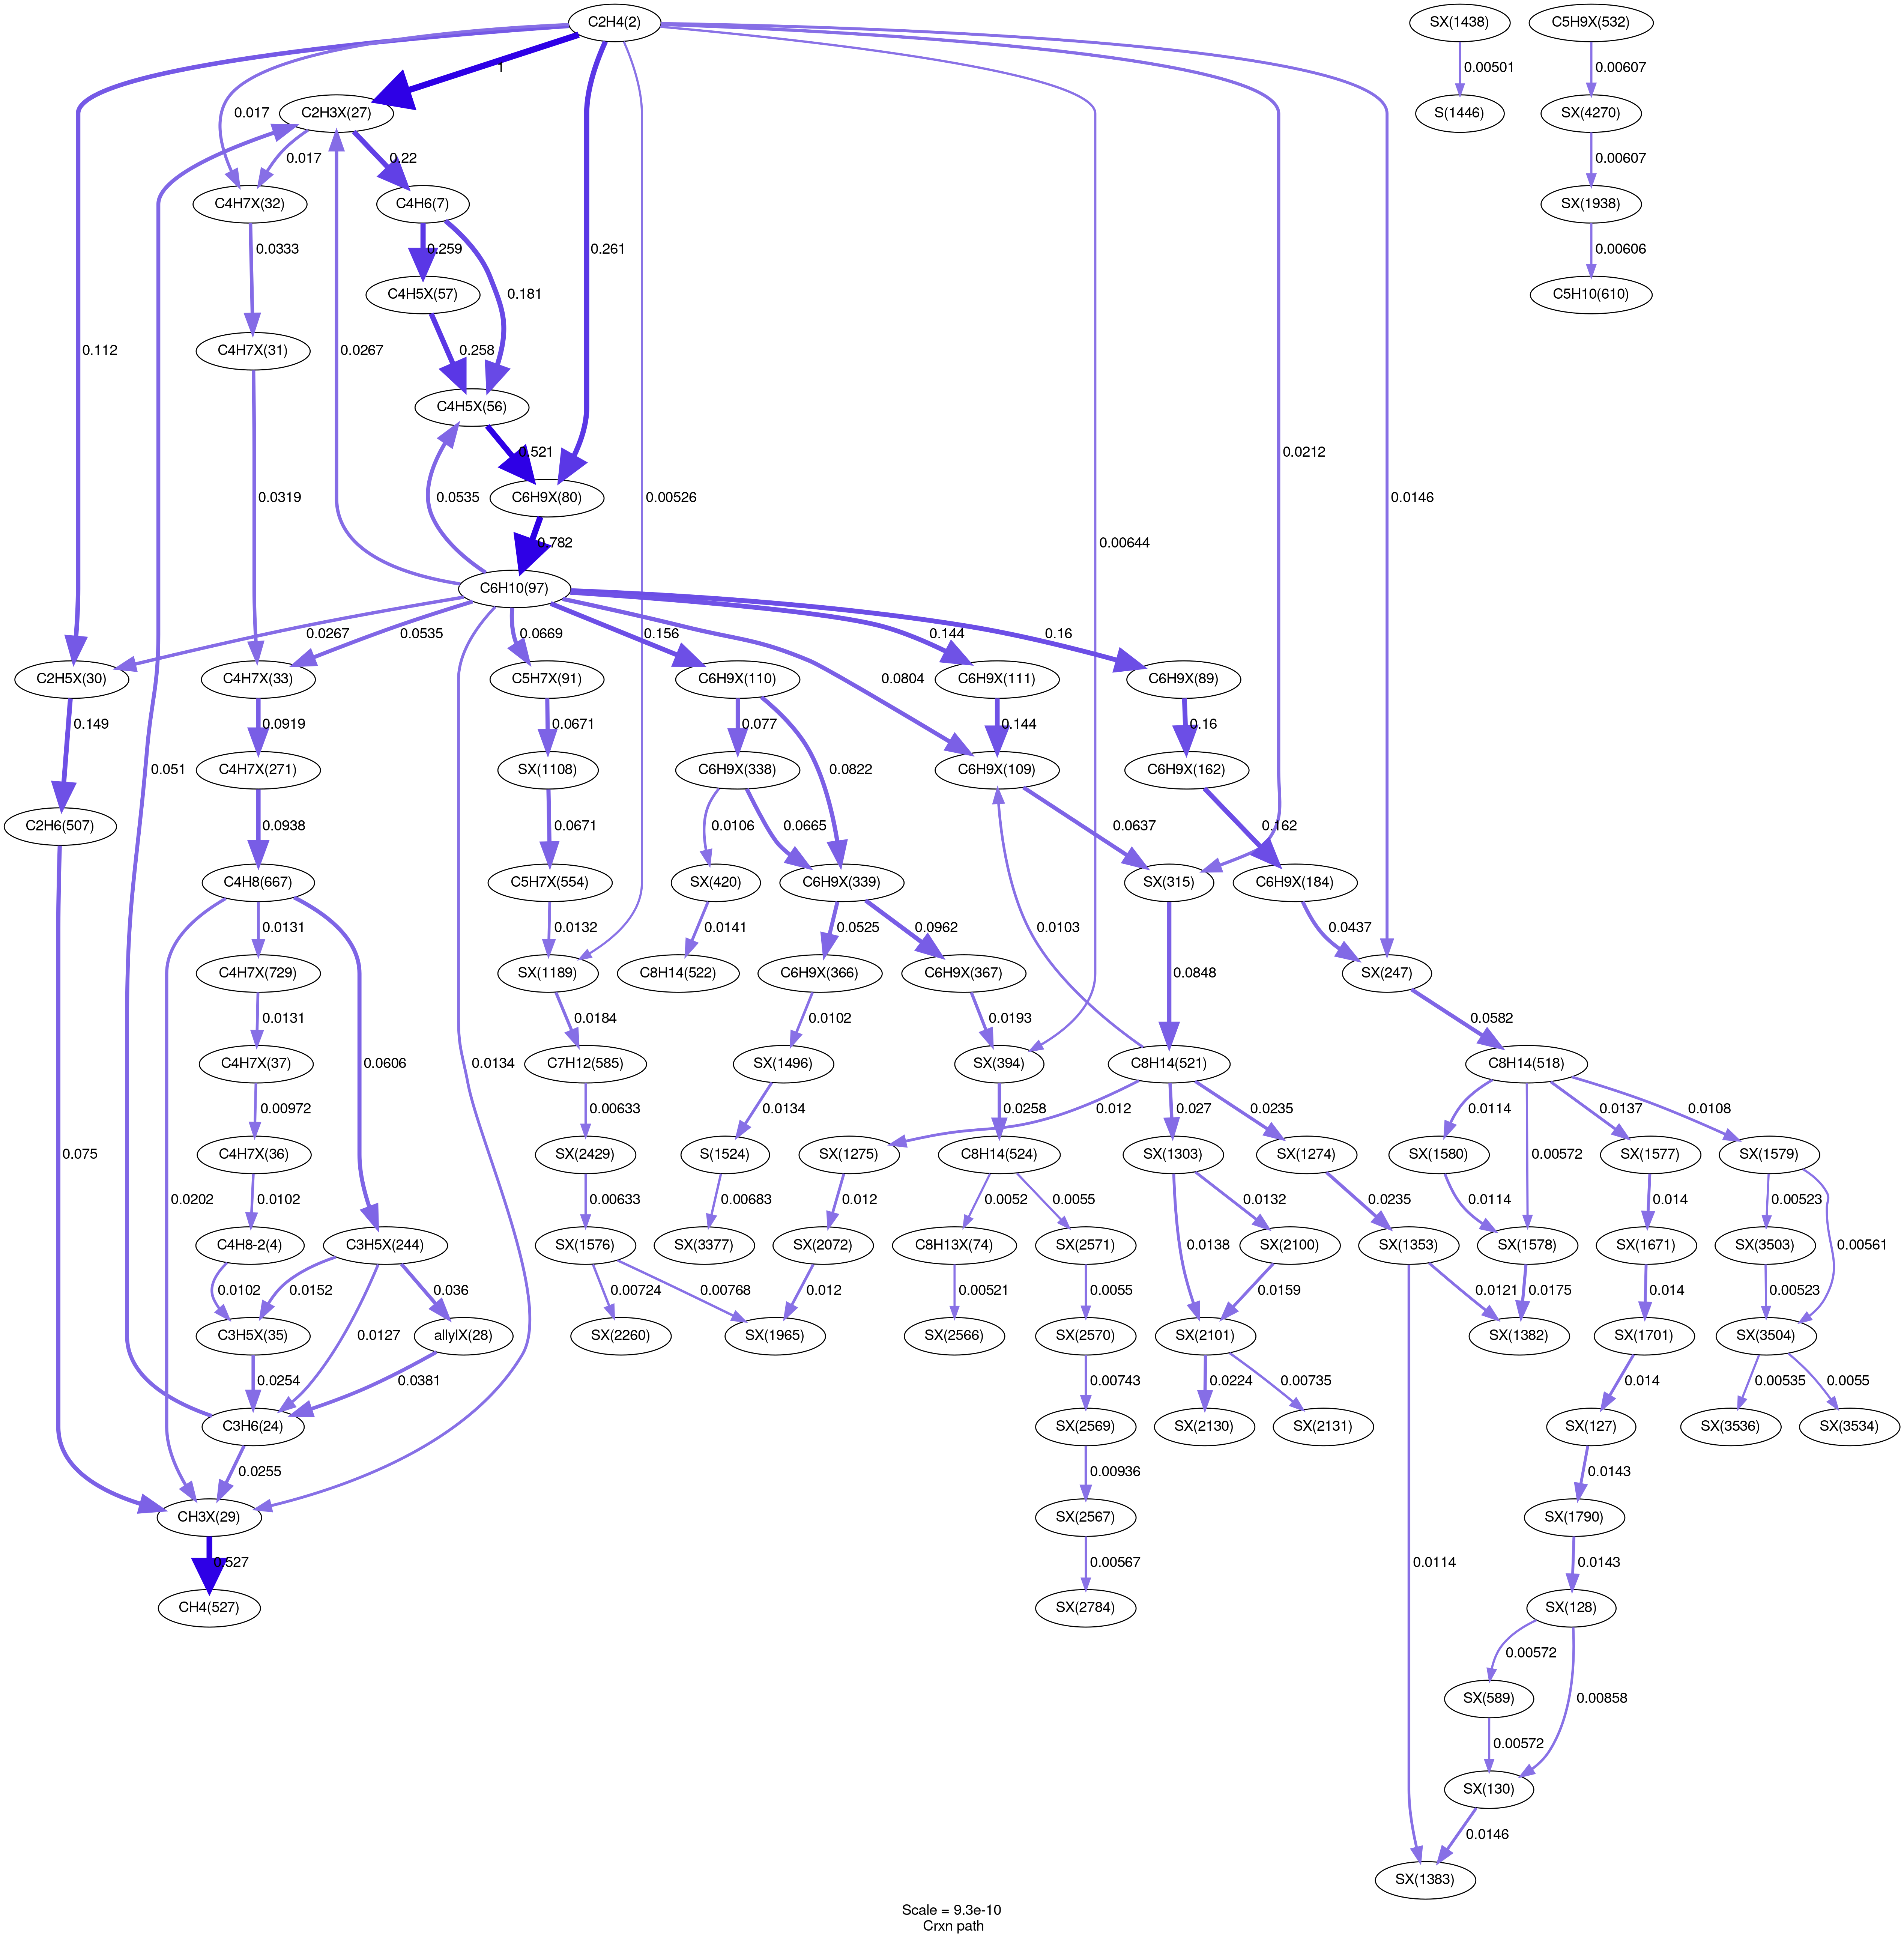 C2H4(2)
SX(1438)
C5H9X(532)
1
0.00501
0.00607
C2H3X(27)
S(1446)
SX(4270)
0.017
0.017
0.22
0.00607
C4H7X(32)
C4H6(7)
SX(1938)
0.0333
0.259
0.261
0.00606
C4H5X(57)
0.181
C5H10(610)
0.112
C4H7X(31)
0.0267
0.258
0.0146
C4H5X(56)
0.0212
0.521
0.0319
0.0535
C6H9X(80)
0.00526
0.00644
0.782
C6H10(97)
0.0267
0.0535
0.0669
0.156
0.144
0.16
C2H5X(30)
C4H7X(33)
C5H7X(91)
C6H9X(110)
0.0804
C6H9X(111)
C6H9X(89)
0.149
0.0919
0.0671
0.077
0.144
0.16
0.051
C4H7X(271)
SX(1108)
C6H9X(338)
0.0822
C6H9X(109)
C6H9X(162)
C2H6(507)
0.0938
0.0671
0.0106
0.0665
0.0637
0.162
C4H8(667)
C5H7X(554)
SX(420)
C6H9X(339)
SX(315)
C6H9X(184)
0.0131
0.0132
0.0141
0.0525
0.0962
0.0103
0.0437
C4H7X(729)
SX(1189)
C8H14(522)
C6H9X(366)
C6H9X(367)
0.0848
SX(247)
0.0131
0.0184
0.0102
0.0193
0.0582
C4H7X(37)
0.0606
C7H12(585)
SX(1496)
SX(394)
C8H14(521)
C8H14(518)
0.0134
0.00972
0.00633
0.0134
0.0258
0.012
0.027
0.0235
0.0114
0.00572
0.0137
0.0108
0.075
C4H7X(36)
SX(2429)
S(1524)
SX(1275)
C8H14(524)
SX(1303)
SX(1274)
SX(1580)
SX(1577)
SX(1579)
0.0202
0.0102
0.00633
0.00683
0.012
0.0052
0.0055
0.0132
0.0235
0.0114
0.014
0.00523
C4H8-2(4)
C3H5X(244)
SX(1576)
SX(3377)
SX(2072)
C8H13X(74)
SX(2571)
0.0138
SX(2100)
SX(1353)
SX(1578)
SX(1671)
SX(3503)
0.00561
0.0102
0.0152
0.036
0.00724
0.00768
0.012
0.00521
0.0055
0.0159
0.0121
0.0175
0.014
0.00523
C3H5X(35)
0.0127
allylX(28)
SX(2260)
SX(1965)
SX(2566)
SX(2570)
SX(2101)
SX(1382)
SX(1701)
SX(3504)
0.0254
0.0381
0.00743
0.0224
0.00735
0.014
0.00535
0.0055
C3H6(24)
SX(2569)
SX(2130)
SX(2131)
SX(127)
SX(3536)
SX(3534)
0.0255
0.00936
0.0143
CH3X(29)
SX(2567)
SX(1790)
0.527
0.00567
0.0114
0.0143
CH4(527)
SX(2784)
SX(128)
0.00572
SX(589)
0.00858
0.00572
SX(130)
0.0146
SX(1383)
Scale = 9.3e-10
Crxn path